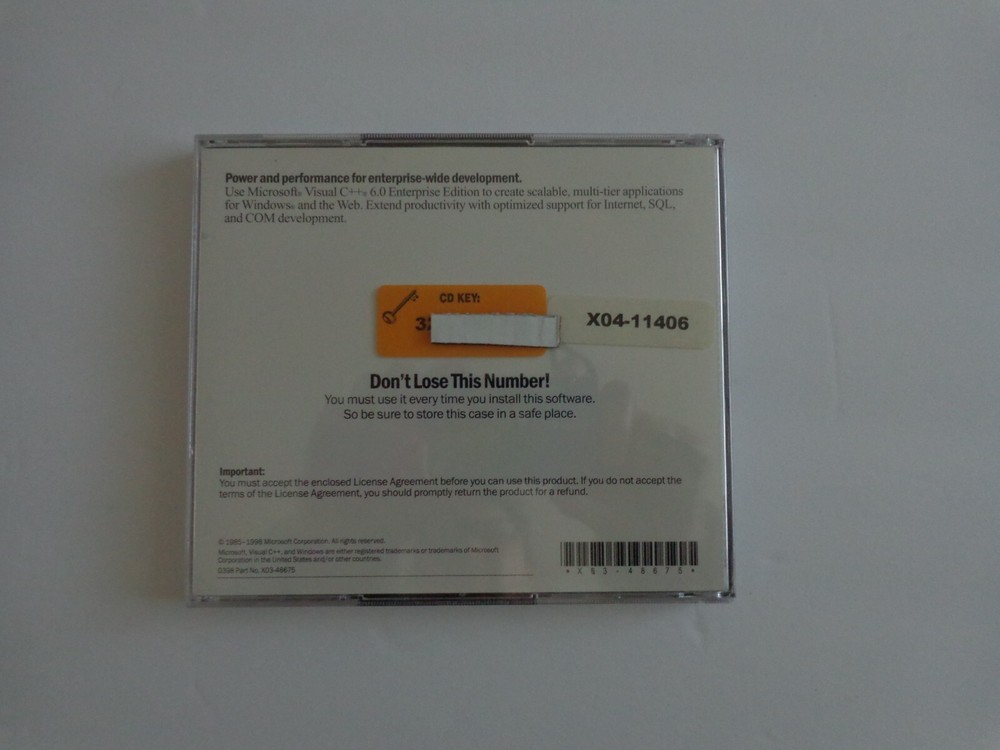 Power and performance for enterprise-wide development.
Use Microsoft® Visual C++® 6.0 Enterprise Edition to create scalable, multi-tier applications
for Windows® and the Web. Extend productivity with optimized support for Internet, SQL,
and COM development.
CD KEY:
X04-11406
Don't Lose This Number!
You must use it every time you install this software.
So be sure to store this case in a safe place.
Important:
You must accept the enclosed License Agreement before you can use this product. If you do not accept the
terms of the License Agreement, you should promptly return the product for a refund.
Microsoft Corporation. All rights reserved.
Microsoft, Visual C++, and Windows are either registered trademarks or trademarks of Microsoft
Corporation in the United States and/or other countries.
0398 Part No. X03-48675
*X03-48675*